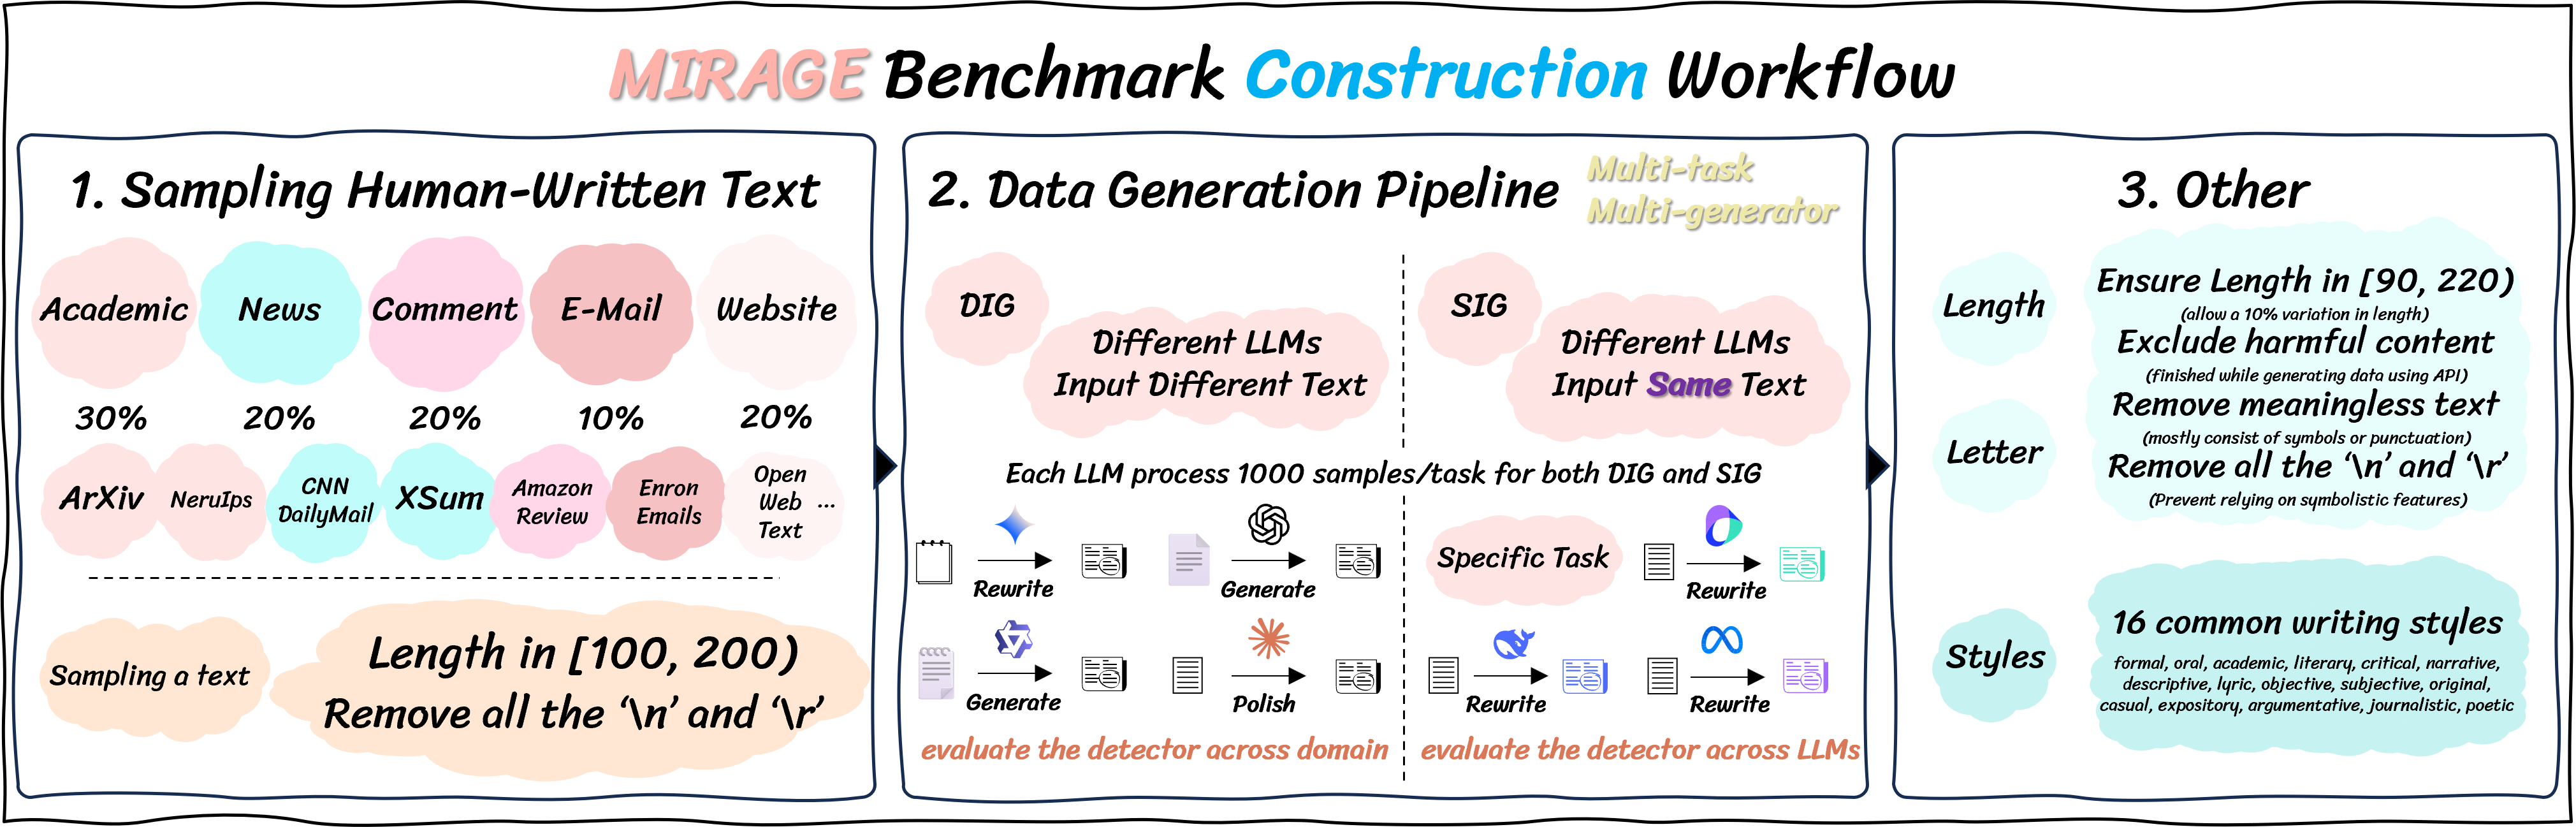 MIRAGE Benchmark Construction Workflow
1. Sampling Human-Written Text
Academic
News
Comment
E-Mail
Website
30%
20%
20%
10%
20%
ArXiv
NeruIps
CNN
DailyMail
XSum
Amazon
Review
Enron
Emails
Open
Web
Text
...
Sampling a text
Length in [100, 200)
Remove all the ‘\n’ and ‘\r’
2. Data Generation Pipeline
Multi-task
Multi-generator
DIG
Different LLMs
Input Different Text
SIG
Different LLMs
Input Same Text
Each LLM process 1000 samples/task for both DIG and SIG
Rewrite
Generate
Generate
Polish
evaluate the detector across domain
Specific Task
Rewrite
Rewrite
Rewrite
evaluate the detector across LLMs
3. Other
Length
Letter
Ensure Length in [90, 220)
(allow a 10% variation in length)
Exclude harmful content
(finished while generating data using API)
Remove meaningless text
(mostly consist of symbols or punctuation)
Remove all the ‘\n’ and ‘\r’
(Prevent relying on symbolistic features)
Styles
16 common writing styles
formal, oral, academic, literary, critical, narrative,
descriptive, lyric, objective, subjective, original,
casual, expository, argumentative, journalistic, poetic